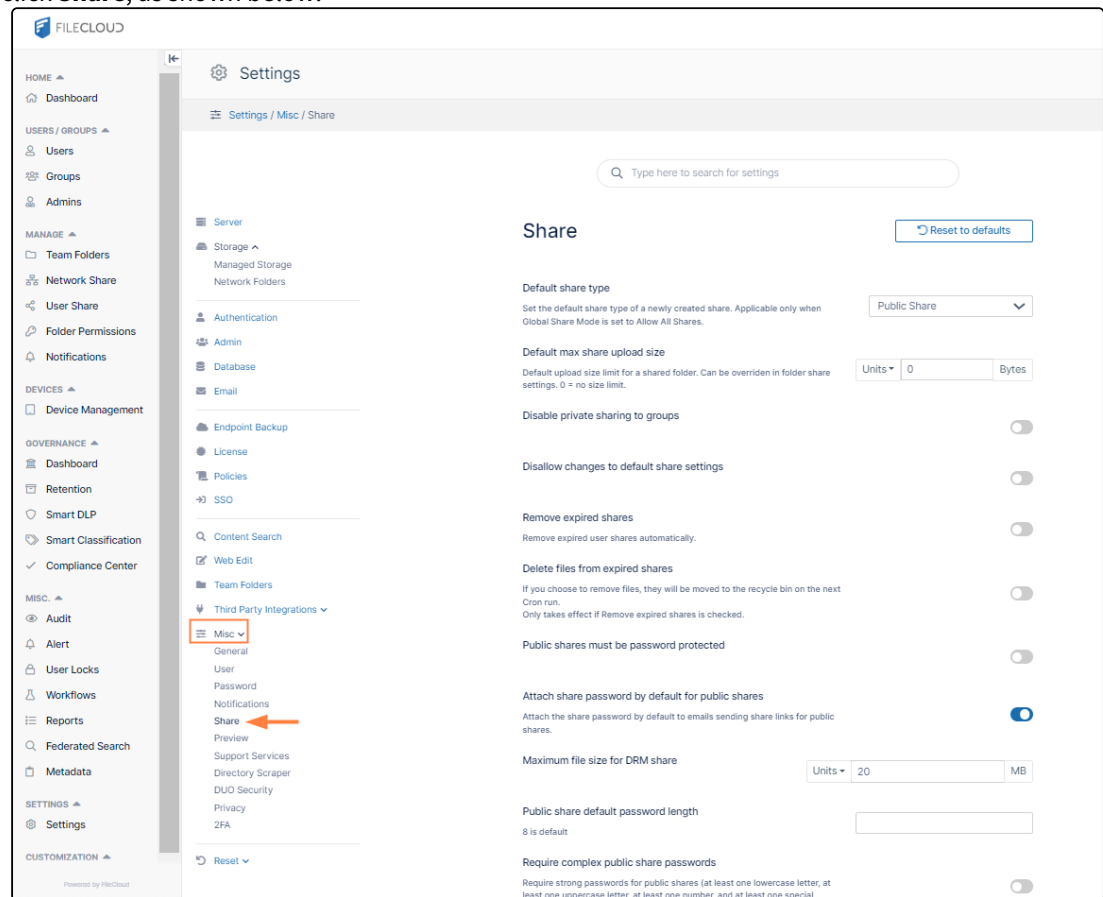 click Share, as shown below.
FILECLOUD
HOME
Dashboard
USERS / GROUPS
Users
Groups
Admins
MANAGE
Team Folders
Network Share
User Share
Folder Permissions
Notifications
DEVICES
Device Management
GOVERNANCE
Dashboard
Retention
Smart DLP
Smart Classification
Compliance Center
MISC.
Audit
Alert
User Locks
Workflows
Reports
Federated Search
Metadata
SETTINGS
Settings
CUSTOMIZATION
Powered by FileCloud
Settings
Settings / Misc / Share
Type here to search for settings
Server
Storage
Managed Storage
Network Folders
Authentication
Admin
Database
Email
Endpoint Backup
License
Policies
SSO
Content Search
Web Edit
Team Folders
Third Party Integrations
Misc
General
User
Password
Notifications
Share
Preview
Support Services
Directory Scraper
DUO Security
Privacy
2FA
Reset
Share
Reset to defaults
Default share type
Set the default share type of a newly created share. Applicable only when
Global Share Mode is set to Allow All Shares.
Public Share
Default max share upload size
Default upload size limit for a shared folder. Can be overriden in folder share
settings. 0 = no size limit.
Units 0 Bytes
Disable private sharing to groups
Disallow changes to default share settings
Remove expired shares
Remove expired user shares automatically.
Delete files from expired shares
If you choose to remove files, they will be moved to the recycle bin on the next
Cron run.
Only takes effect if Remove expired shares is checked.
Public shares must be password protected
Attach share password by default for public shares
Attach the share password by default to emails sending share links for public
shares.
Maximum file size for DRM share
Units 20 MB
Public share default password length
8 is default
Require complex public share passwords
Require strong passwords for public shares (at least one lowercase letter, at
least one uppercase letter, at least one number, and at least one special